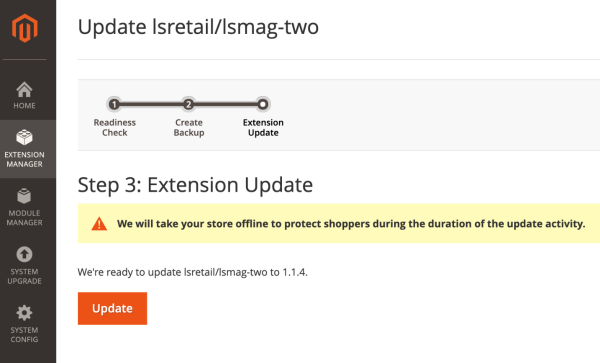 Update lsretail/lsmag-two
HOME
1
2
Readiness
Check
Create
Backup
Extension
Update
EXTENSION
MANAGER
Step 3: Extension Update
MODULE
MANAGER
We will take your store offline to protect shoppers during the duration of the update activity.
SYSTEM
UPGRADE
We're ready to update lsretail/lsmag-two to 1.1.4.
Update
SYSTEM
CONFIG